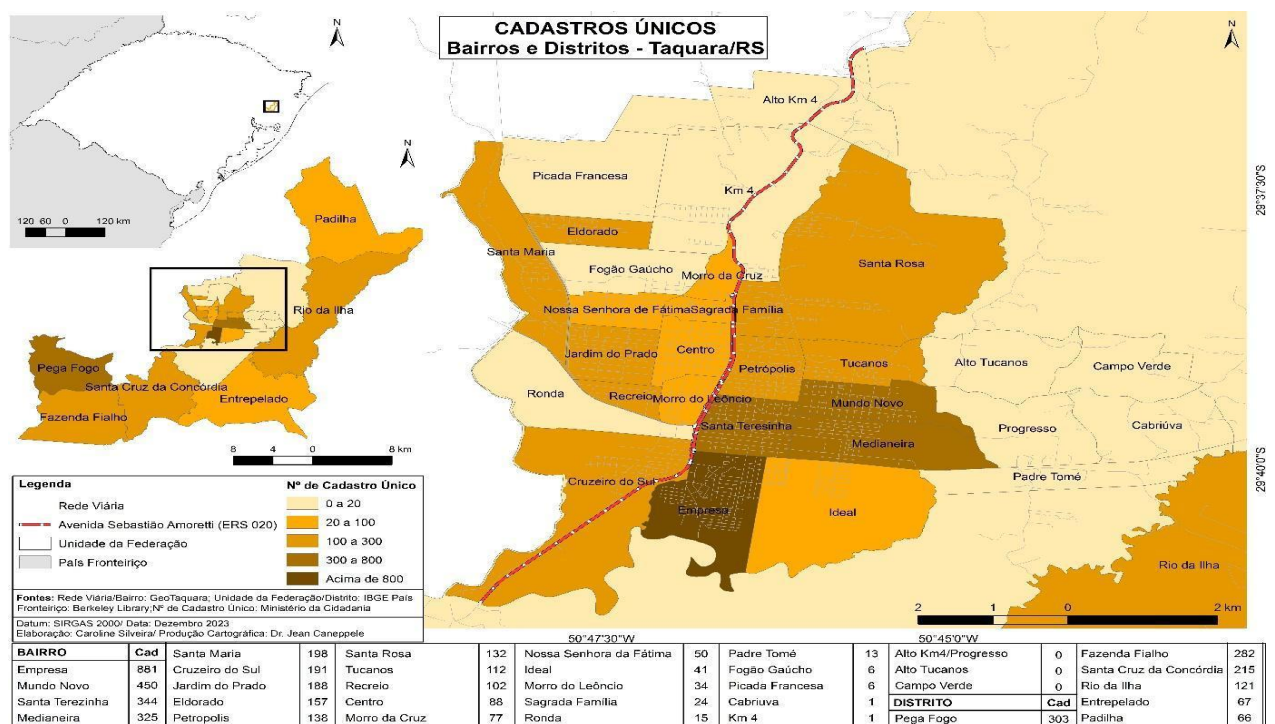 CADASTROS ÚNICOS
Bairros e Distritos - Taquara/RS
N
N
N
120 60 0 120 km
Padilha
Rio da Ilha
Pega Fogo
Santa Cruz da Concórdia
Fazenda Fialho
Entrepelado
8 4 0 8 km
Alto Km 4
Picada Francesa
Km 4
Eldorado
Santa Maria
Fogão Gaúcho
Morro da Cruz
Santa Rosa
Nossa Senhora de Fátima
Sagrada Família
Jardim do Prado
Centro
Petrópolis
Tucanos
Alto Tucanos
Campo Verde
Ronda
Recreio
Morro do Leôncio
Mundo Novo
Santa Teresinha
Medianeira
Progresso
Cabriúva
Padre Tomé
Cruzeiro do Sul
Empresa
Ideal
Rio da Ilha
2 1 0 2 km
29°37'30"S
29°40'0"S
50°47'30"W
50°45'0"W
Legenda
Rede Viária
Avenida Sebastião Amoretti (ERS 020)
Unidade da Federação
País Fronteiriço
Nº de Cadastro Único
0 a 20
20 a 100
100 a 300
300 a 800
Acima de 800
Fontes: Rede Viária/Bairro: GeoTaquara; Unidade da Federação/Distrito: IBGE País
Fronteiriço: Berkeley Library;Nº de Cadastro Único: Ministério da Cidadania
Datum: SIRGAS 2000/ Data: Dezembro 2023
Elaboração: Caroline Silveira/ Produção Cartográfica: Dr. Jean Caneppele
BAIRRO Cad Santa Maria 198 Santa Rosa 132 Nossa Senhora da Fátima 50 Padre Tomé 13 Alto Km4/Progresso 0 Fazenda Fialho 282
Empresa 881 Cruzeiro do Sul 191 Tucanos 112 Ideal 41 Fogão Gaúcho 6 Alto Tucanos 0 Santa Cruz da Concórdia 215
Mundo Novo 450 Jardim do Prado 188 Recreio 102 Morro do Leôncio 34 Picada Francesa 6 Campo Verde 0 Rio da Ilha 121
Santa Terezinha 344 Eldorado 157 Centro 88 Sagrada Família 24 Cabriuva 1 DISTRITO Cad Entrepelado 67
Medianeira 325 Petropolis 138 Morro da Cruz 77 Ronda 15 Km 4 1 Pega Fogo 303 Padilha 66